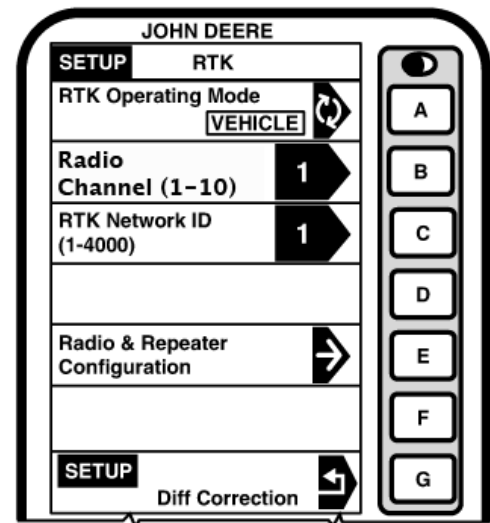 JOHN DEERE
SETUP RTK
RTK Operating Mode
VEHICLE
A
Radio
Channel (1-10)
1
B
RTK Network ID
(1-4000)
1
C
D
Radio & Repeater
Configuration
E
F
SETUP
Diff Correction
G